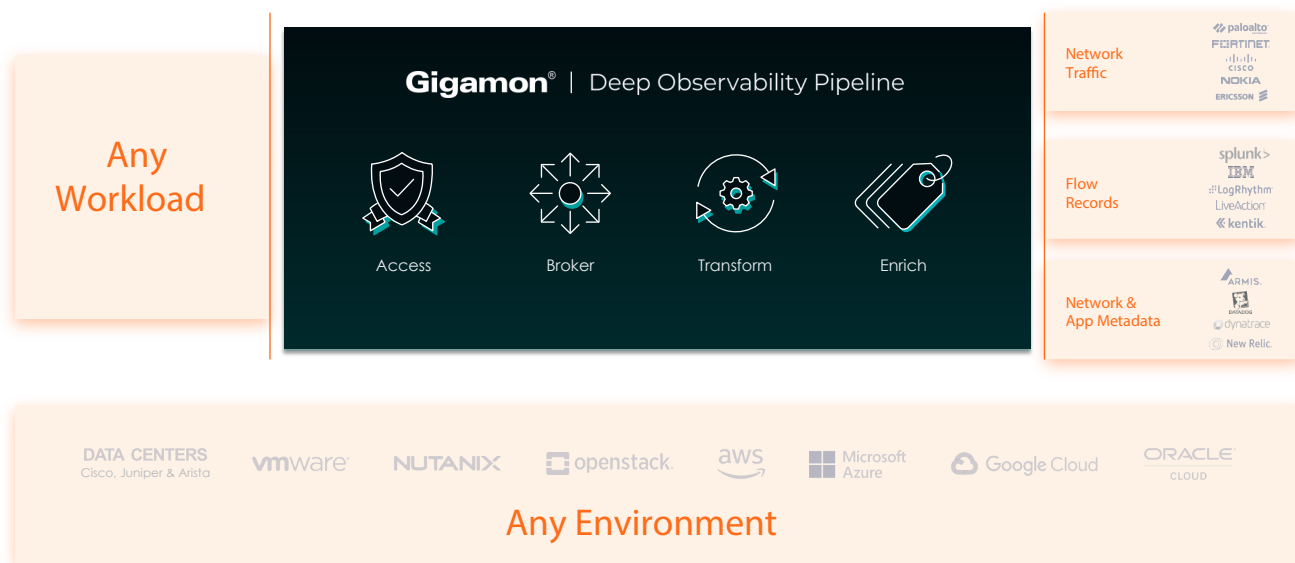 Any
Workload
Gigamon® | Deep Observability Pipeline
Access
Broker
Transform
Enrich
Network
Traffic
paloalto
FORTINET
CISCO
NOKIA
ERICSSON
Flow
Records
splunk>
IBM
LogRhythm
LiveAction
kentik.
Network &
App Metadata
ARMIS.
DATADOG
dynatrace
New Relic.
DATA CENTERS
Cisco, Juniper & Arista
vmware
NUTANIX
openstack.
aws
Microsoft
Azure
Google Cloud
ORACLE
CLOUD
Any Environment